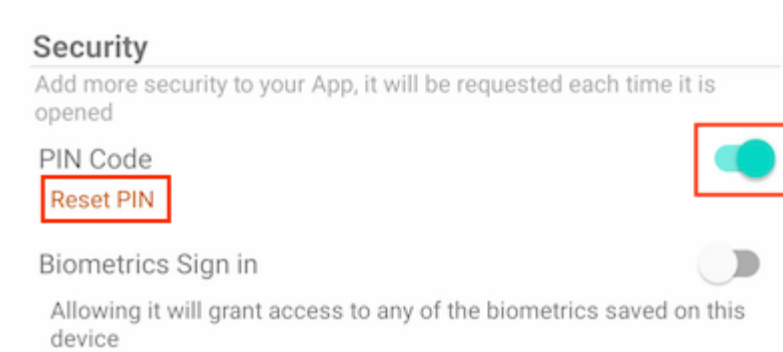 Security
Add more security to your App, it will be requested each time it is
opened
PIN Code
Reset PIN
Biometrics Sign in
Allowing it will grant access to any of the biometrics saved on this
device